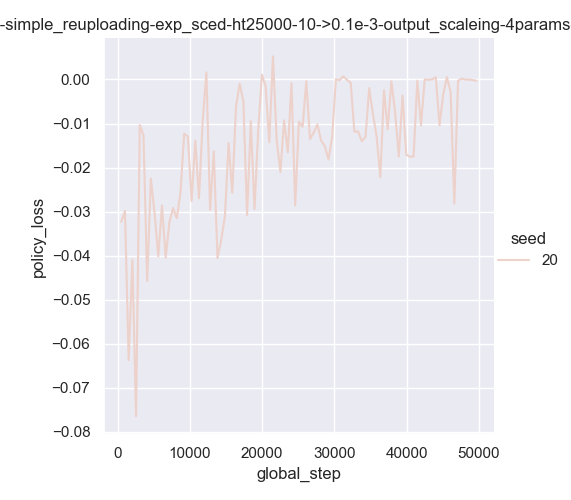 -simple_reuploading-exp_sced-ht25000-10->0.1e-3-output_scaleing-4params
0.00
−0.01
−0.02
−0.03
−0.04
−0.05
−0.06
−0.07
−0.08
policy_loss
0 10000 20000 30000 40000 50000
global_step
seed
20